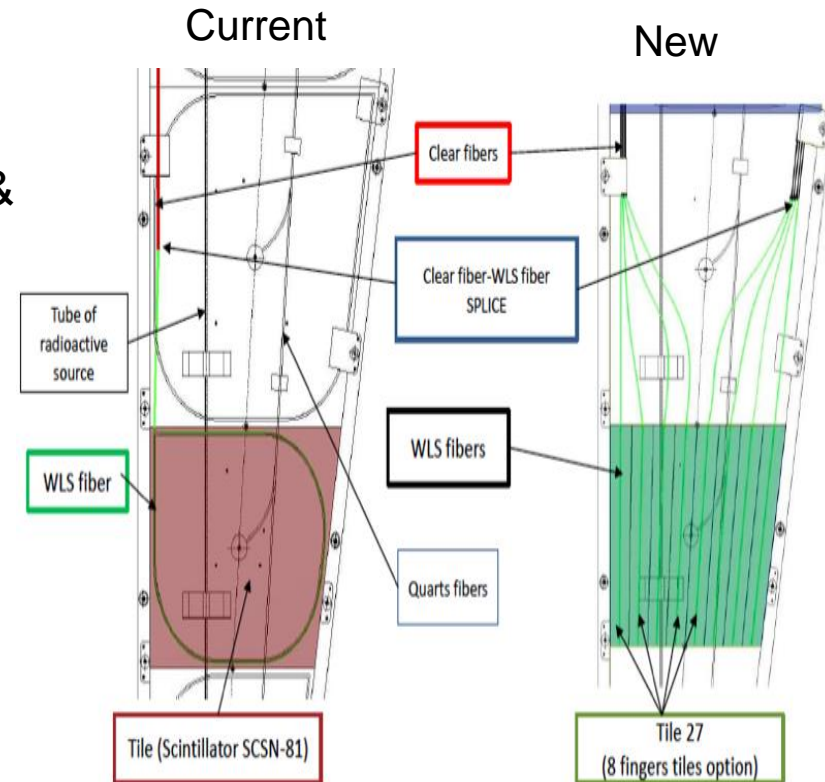 Current
New
&
Clear fibers
Clear fiber-WLS fiber
SPLICE
Tube of
radioactive
source
WLS fibers
WLS fiber
Quarts fibers
Tile (Scintillator SCSN-81)
Tile 27
(8 fingers tiles option)